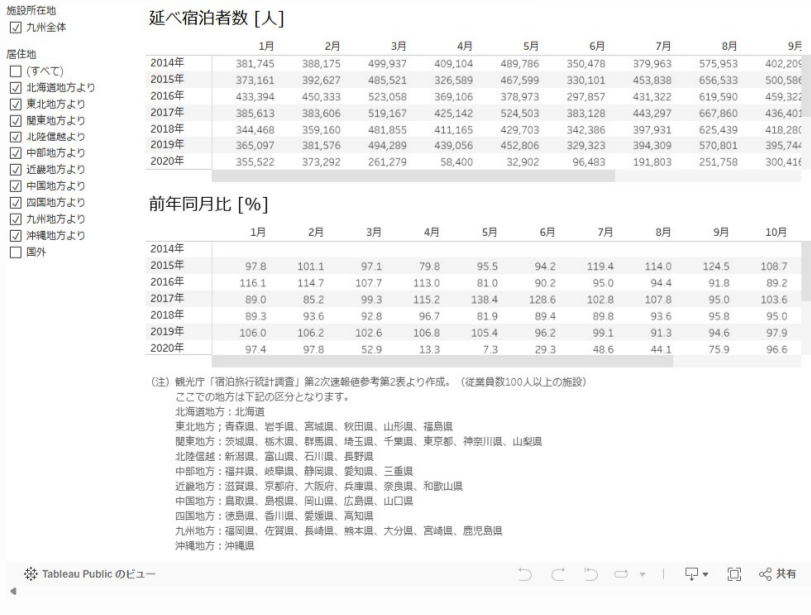 施設所在地
九州全体
居住地
(すべて)
北海道地方より
東北地方より
関東地方より
北陸信越より
中部地方より
近畿地方より
中国地方より
四国地方より
九州地方より
沖縄地方より
国外
延べ宿泊者数 [人]
1月 2月 3月 4月 5月 6月 7月 8月 9月
2014年 381,745 388,175 499,937 409,104 489,786 350,478 379,963 575,953 402,209
2015年 373,161 392,627 485,521 326,589 467,599 330,101 453,838 656,533 500,586
2016年 433,394 450,333 523,058 369,106 378,973 297,857 431,322 619,590 459,322
2017年 385,613 383,606 519,167 425,142 524,503 383,128 443,297 667,860 436,401
2018年 344,468 359,160 481,855 411,165 429,703 342,386 397,931 625,439 418,280
2019年 365,097 381,576 494,289 439,056 452,806 329,323 394,309 570,801 395,744
2020年 355,522 373,292 261,279 58,400 32,902 96,483 191,803 251,758 300,416
前年同月比 [%]
1月 2月 3月 4月 5月 6月 7月 8月 9月 10月
2014年
2015年 97.8 101.1 97.1 79.8 95.5 94.2 119.4 114.0 124.5 108.7
2016年 116.1 114.7 107.7 113.0 81.0 90.2 95.0 94.4 91.8 89.2
2017年 89.0 85.2 99.3 115.2 138.4 128.6 102.8 107.8 95.0 103.6
2018年 89.3 93.6 92.8 96.7 81.9 89.4 89.8 93.6 95.8 95.0
2019年 106.0 106.2 102.6 106.8 105.4 96.2 99.1 91.3 94.6 97.9
2020年 97.4 97.8 52.9 13.3 7.3 29.3 48.6 44.1 75.9 96.6
(注) 観光庁「宿泊旅行統計調査」第2次速報値参考第2表より作成。(従業員数100人以上の施設)
ここでの地方は下記の区分となります。
北海道地方：北海道
東北地方；青森県、岩手県、宮城県、秋田県、山形県、福島県
関東地方：茨城県、栃木県、群馬県、埼玉県、千葉県、東京都、神奈川県、山梨県
北陸信越：新潟県、富山県、石川県、長野県
中部地方：福井県、岐阜県、静岡県、愛知県、三重県
近畿地方：滋賀県、京都府、大阪府、兵庫県、奈良県、和歌山県
中国地方：鳥取県、島根県、岡山県、広島県、山口県
四国地方：徳島県、香川県、愛媛県、高知県
九州地方：福岡県、佐賀県、長崎県、熊本県、大分県、宮崎県、鹿児島県
沖縄地方：沖縄県
Tableau Public のビュー
共有